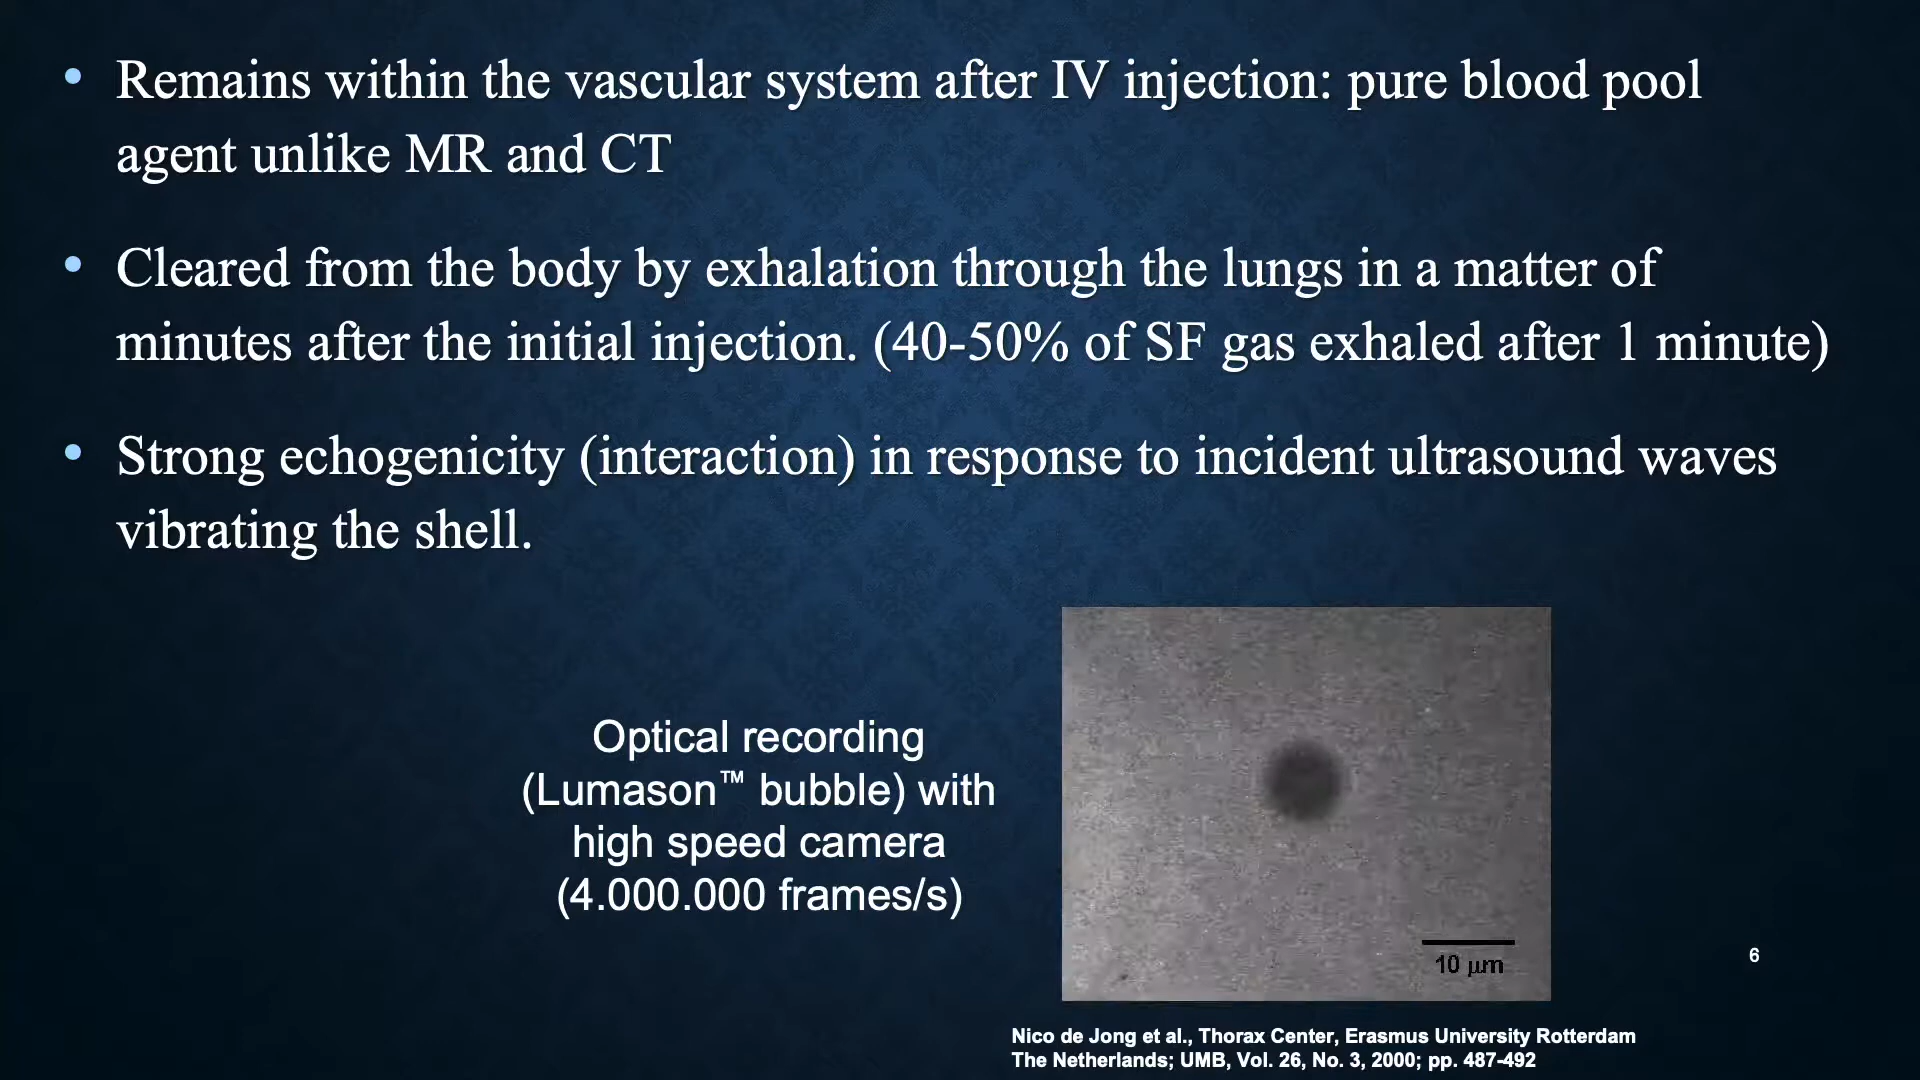 • Remains within the vascular system after IV injection: pure blood pool
agent unlike MR and CT
• Cleared from the body by exhalation through the lungs in a matter of
minutes after the initial injection. (40-50% of SF gas exhaled after 1 minute)
• Strong echogenicity (interaction) in response to incident ultrasound waves
vibrating the shell.
Optical recording
(Lumason™ bubble) with
high speed camera
(4.000.000 frames/s)
10 μm
6
Nico de Jong et al., Thorax Center, Erasmus University Rotterdam
The Netherlands; UMB, Vol. 26, No. 3, 2000; pp. 487-492